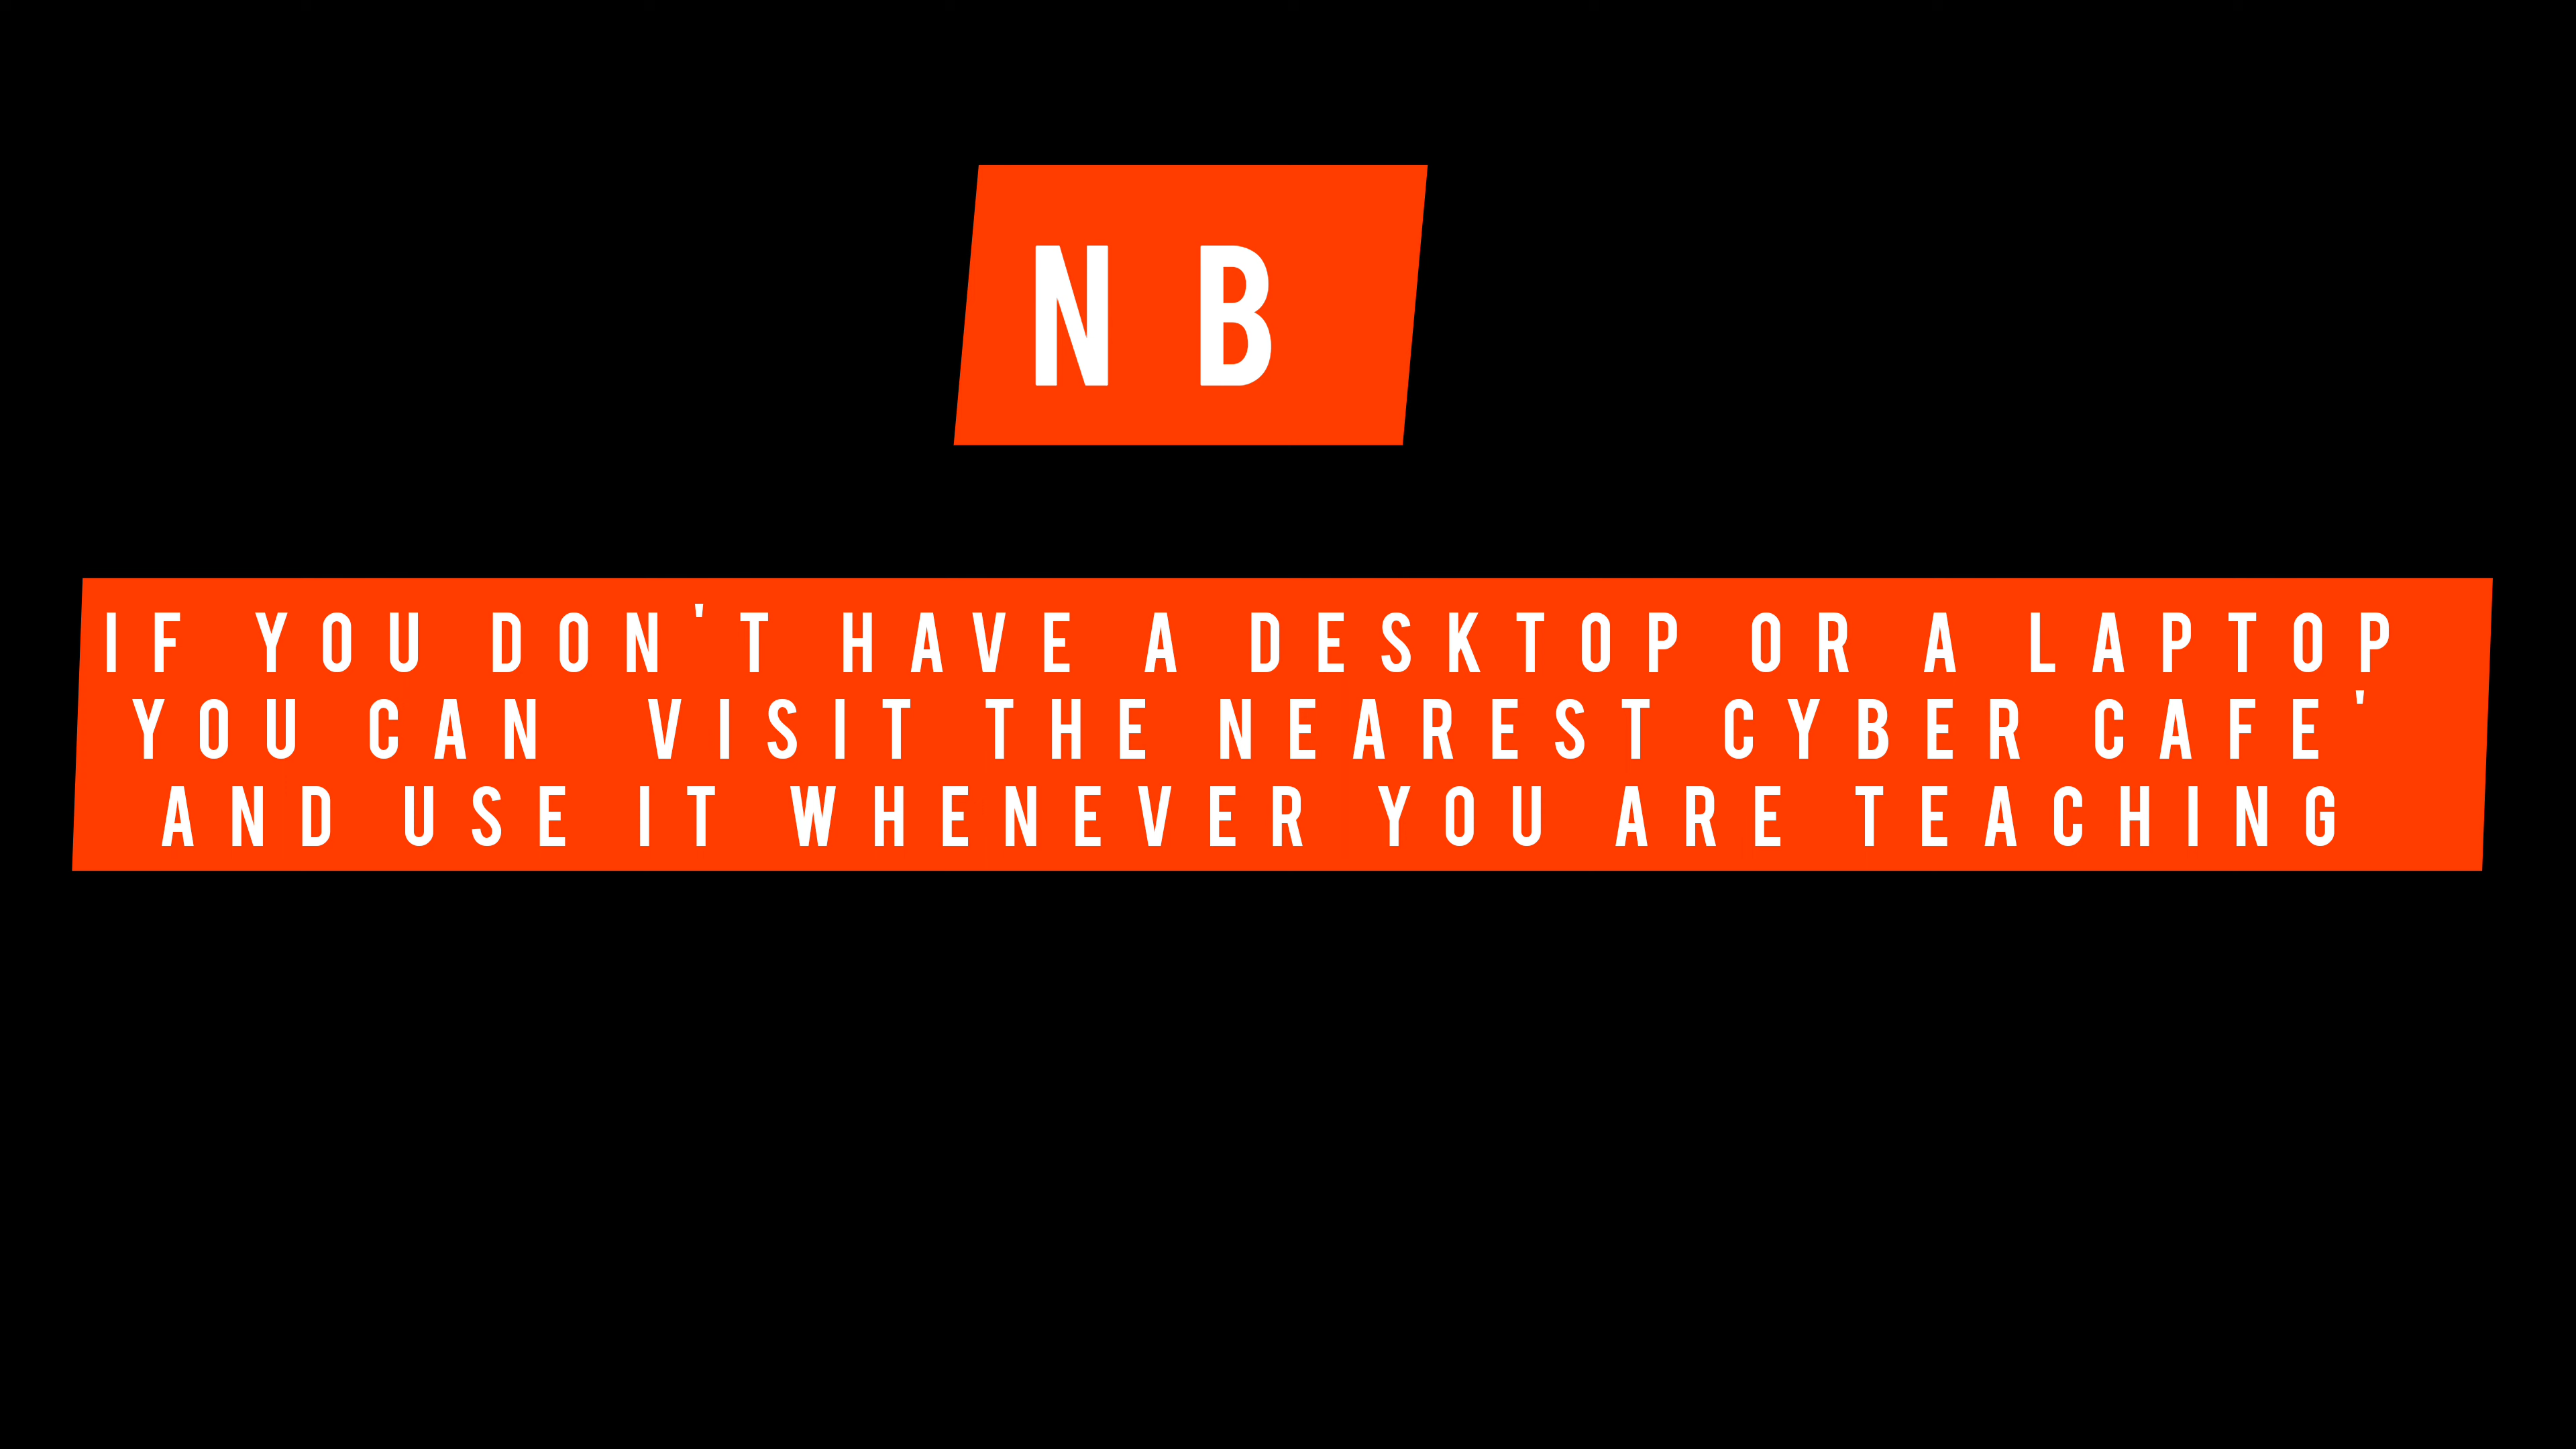 NB
IF YOU DON'T HAVE A DESKTOP OR A LAPTOP
YOU CAN VISIT THE NEAREST CYBER CAFE'
AND USE IT WHENEVER YOU ARE TEACHING